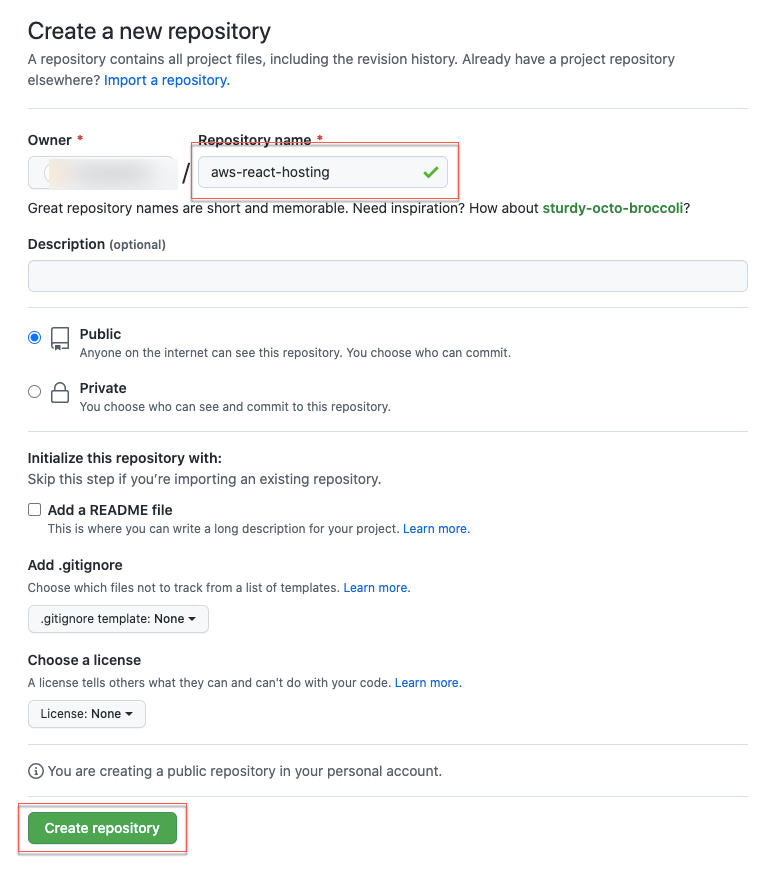 Create a new repository
A repository contains all project files, including the revision history. Already have a project repository
elsewhere? Import a repository.
Owner * Repository name *
/ aws-react-hosting
Great repository names are short and memorable. Need inspiration? How about sturdy-octo-broccoli?
Description (optional)
Public
Anyone on the internet can see this repository. You choose who can commit.
Private
You choose who can see and commit to this repository.
Initialize this repository with:
Skip this step if you’re importing an existing repository.
Add a README file
This is where you can write a long description for your project. Learn more.
Add .gitignore
Choose which files not to track from a list of templates. Learn more.
.gitignore template: None
Choose a license
A license tells others what they can and can't do with your code. Learn more.
License: None
You are creating a public repository in your personal account.
Create repository